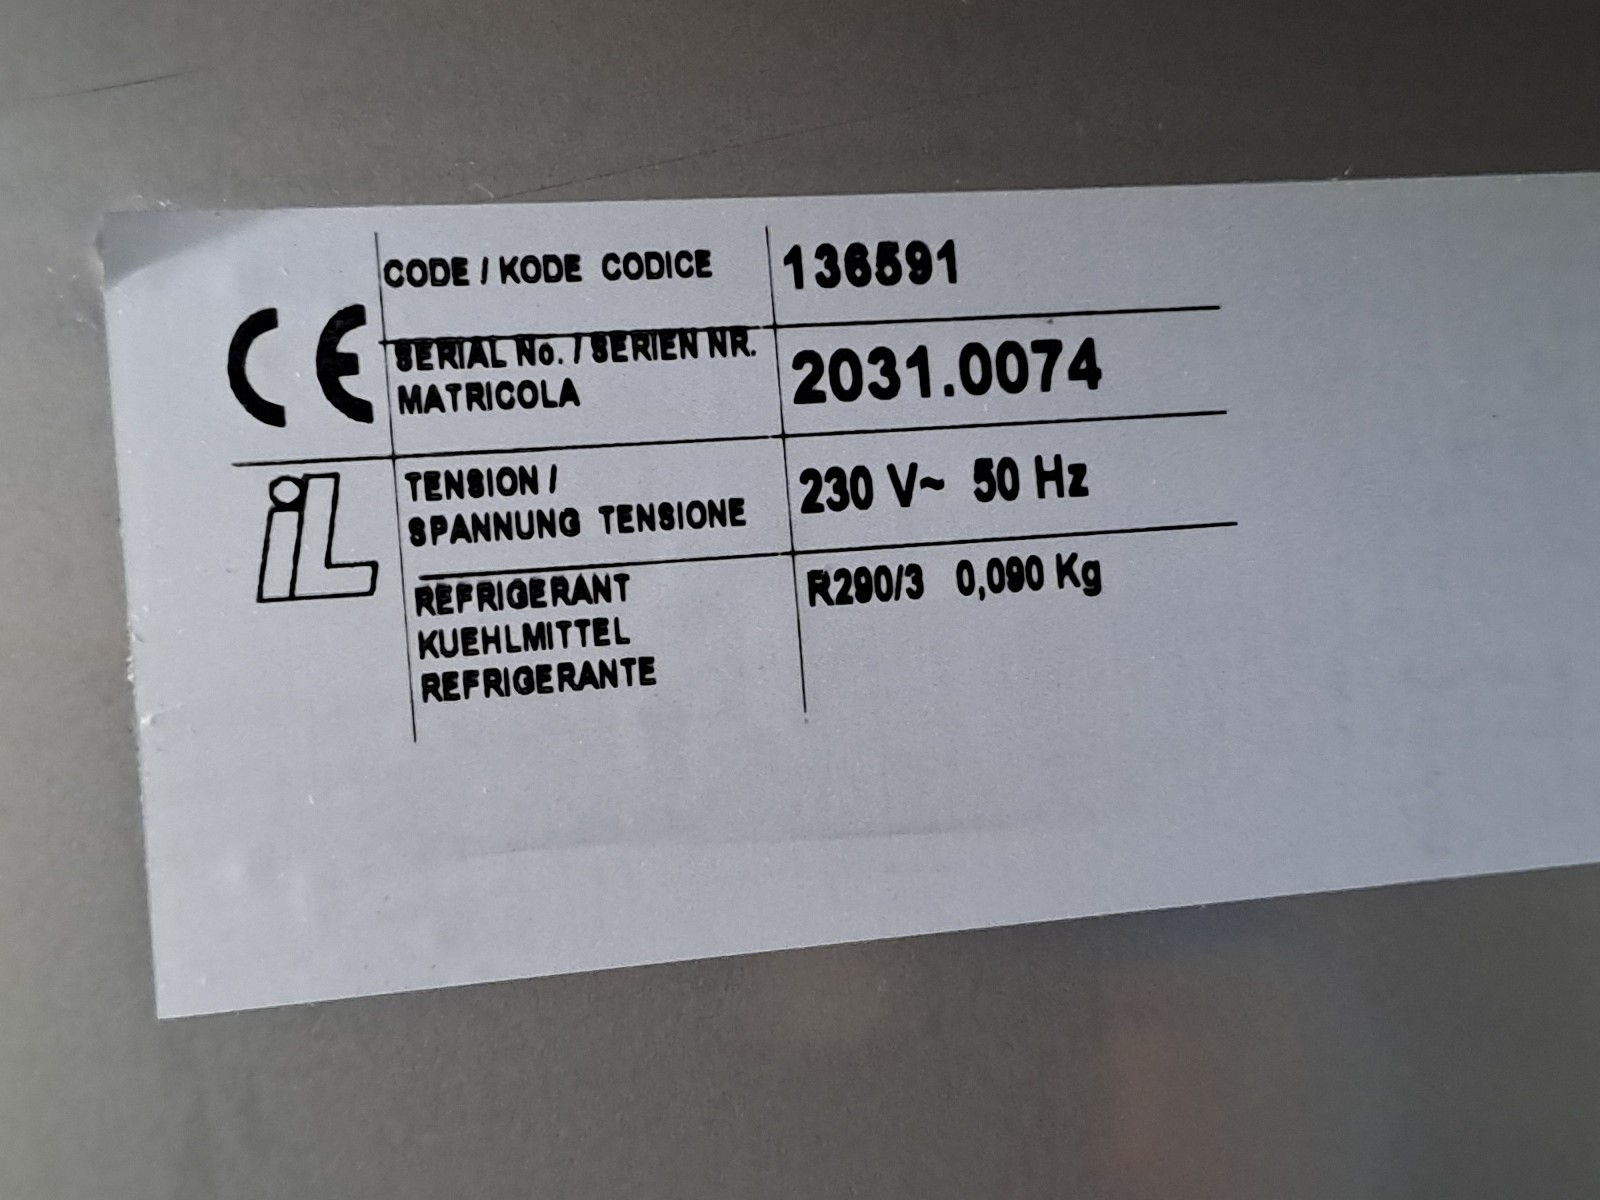 CE
CODE / KODE CODICE 136591
SERIAL No. / SERIEN NR.
MATRICOLA 2031.0074
iL
TENSION /
SPANNUNG TENSIONE 230 V~ 50 Hz
REFRIGERANT R290/3 0,090 Kg
KUEHLMITTEL
REFRIGERANTE